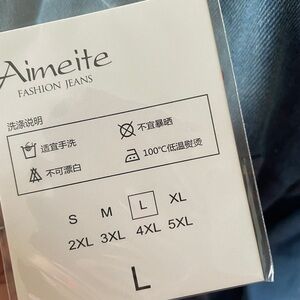 Aimeite
FASHION JEANS
洗涤说明
适宜手洗 不宜暴晒
不可漂白 100℃低温熨烫
S M L XL
2XL 3XL 4XL 5XL
L